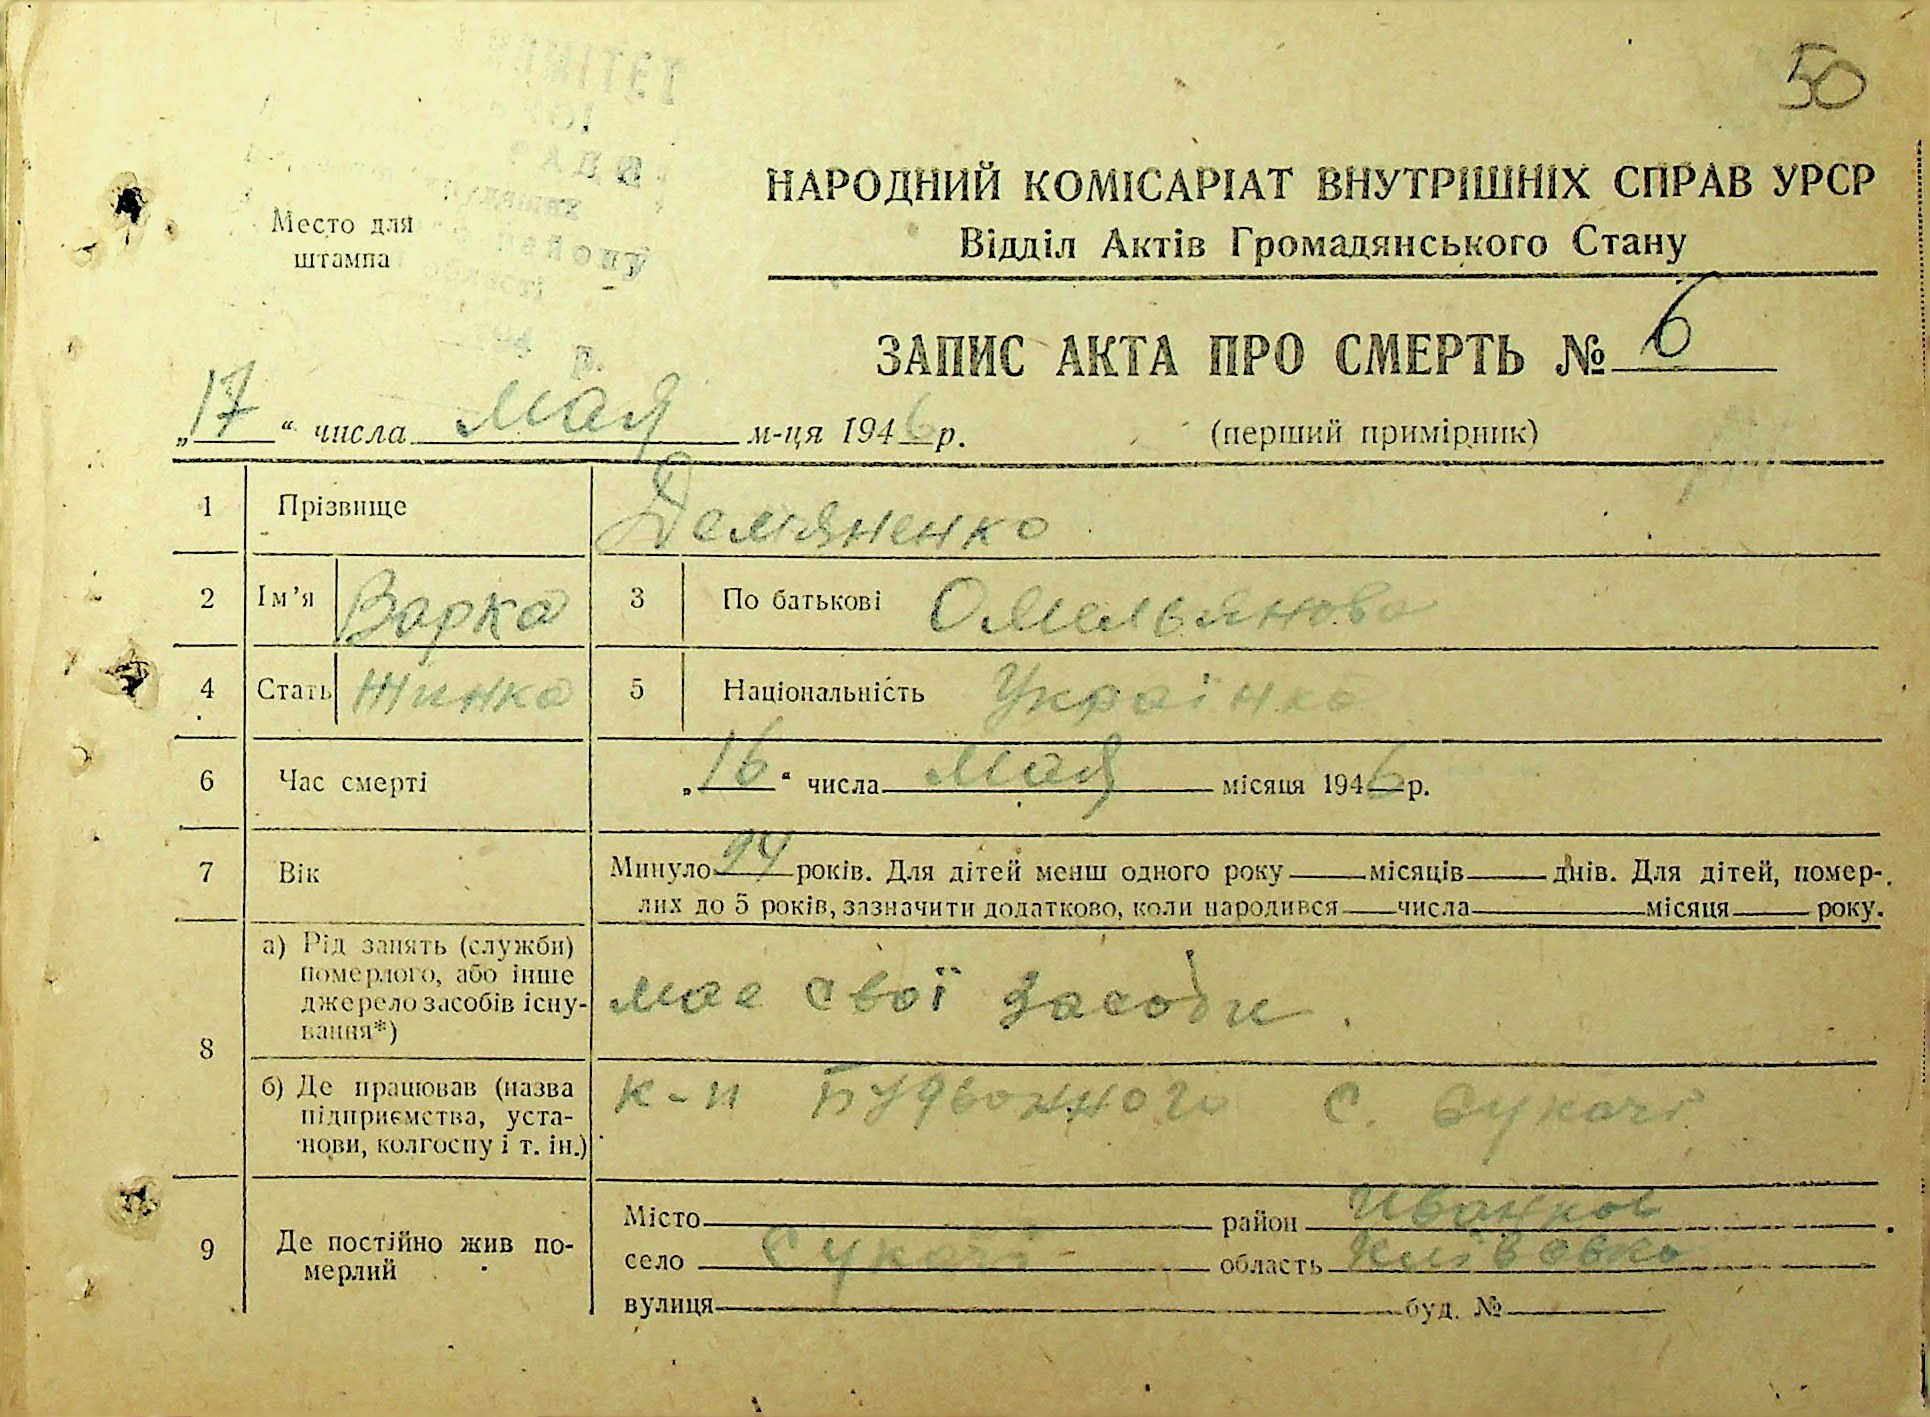 50
НАРОДНИЙ КОМІСАРІАТ ВНУТРІШНІХ СПРАВ УРСР
Відділ Актів Громадянського Стану
Место для
штампа
ЗАПИС АКТА ПРО СМЕРТЬ № 6
„17“ числа мая м-ця 1946 р. (перший примірник)
1 Прізвище Демяненко
2 Ім’я Варка 3 По батькові Омельянова
4 Стать Жинка 5 Національність Українка
6 Час смерті „16“ числа мая місяця 1946 р.
7 Вік Минуло 94 років. Для дітей менш одного року місяців днів. Для дітей, помер-
лих до 5 років, зазначити додатково, коли народився числа місяця року.
8 а) Рід занять (служби)
померлого, або інше
джерело засобів існу-
вання*)
мае свої засоби.
б) Де працював (назва
підприємства, уста-
нови, колгоспу і т. ін.)
к-п Будьонного с. Сукачі
9 Де постійно жив по-
мерлий
Місто район Иванков
село Сукачі область Київська
вулиця буд. №